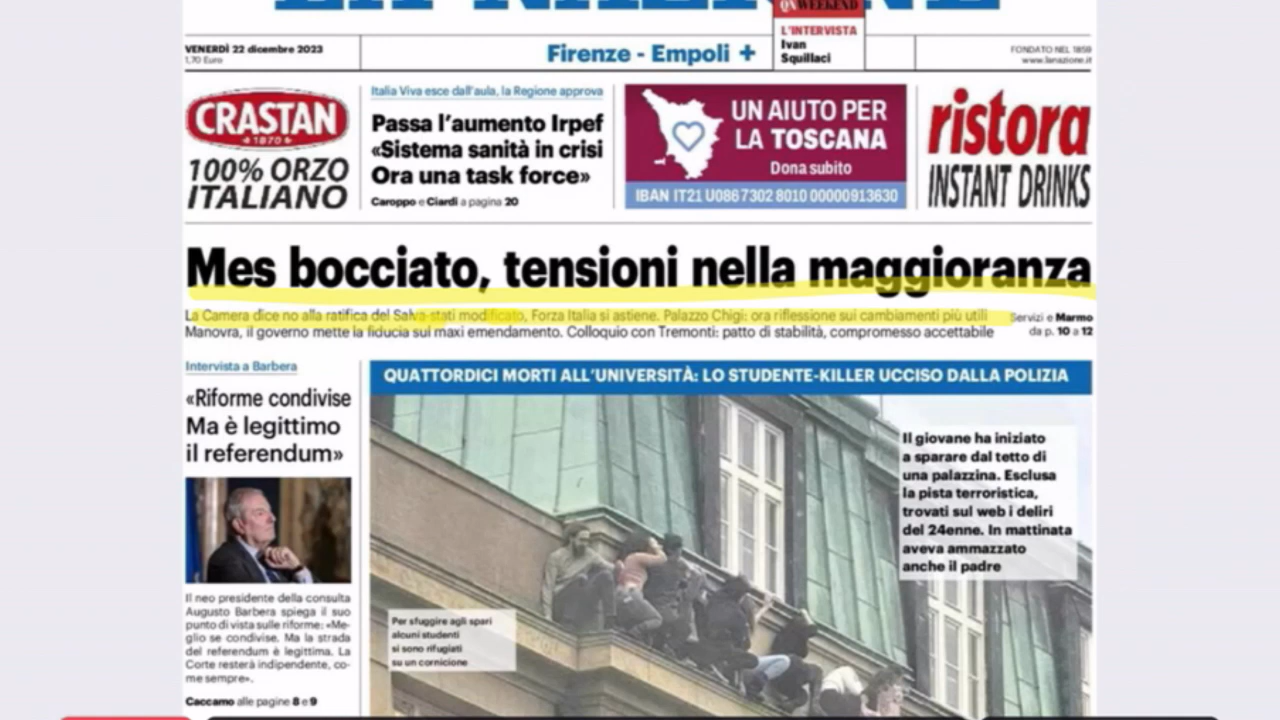 LA NAZIONE
QN WEEKEND
L'INTERVISTA
Ivan
Squillaci
VENERDÌ 22 dicembre 2023
1,70 Euro
Firenze - Empoli +
FONDATO NEL 1859
www.lanazione.it
CRASTAN
1870
100% ORZO
ITALIANO
Italia Viva esce dall'aula, la Regione approva
Passa l'aumento Irpef
«Sistema sanità in crisi
Ora una task force»
Caroppo e Ciardi a pagina 20
UN AIUTO PER
LA TOSCANA
Dona subito
IBAN IT21 U086 7302 8010 00000913630
ristora
INSTANT DRINKS
Mes bocciato, tensioni nella maggioranza
La Camera dice no alla ratifica del Salva-stati modificato, Forza Italia si astiene. Palazzo Chigi: ora riflessione sui cambiamenti più utili
Manovra, il governo mette la fiducia sul maxi emendamento. Colloquio con Tremonti: patto di stabilità, compromesso accettabile
Servizi e Marmo
da p. 10 a 12
Intervista a Barbera
«Riforme condivise
Ma è legittimo
il referendum»
Il neo presidente della consulta
Augusto Barbera spiega il suo
punto di vista sulle riforme: «Me-
glio se condivise. Ma la strada
del referendum è legittima. La
Corte resterà indipendente, co-
me sempre».
Caccamo alle pagine 8 e 9
QUATTORDICI MORTI ALL'UNIVERSITÀ: LO STUDENTE-KILLER UCCISO DALLA POLIZIA
Il giovane ha iniziato
a sparare dal tetto di
una palazzina. Esclusa
la pista terroristica,
trovati sul web i deliri
del 24enne. In mattinata
aveva ammazzato
anche il padre
Per sfuggire agli spari
alcuni studenti
si sono rifugiati
su un cornicione